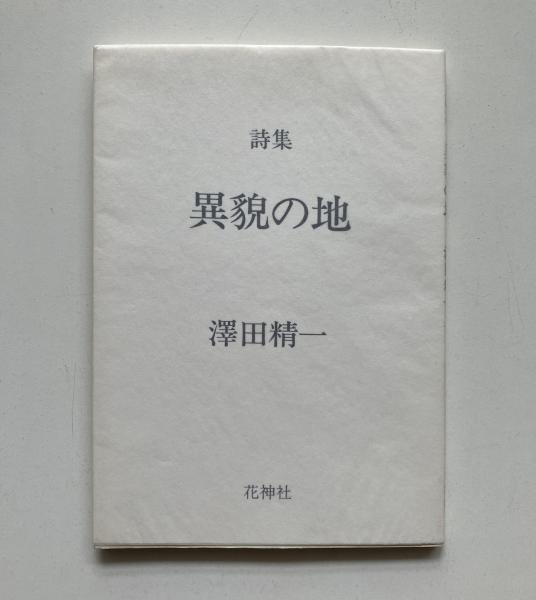 詩集
異貌の地
澤田精一
花神社